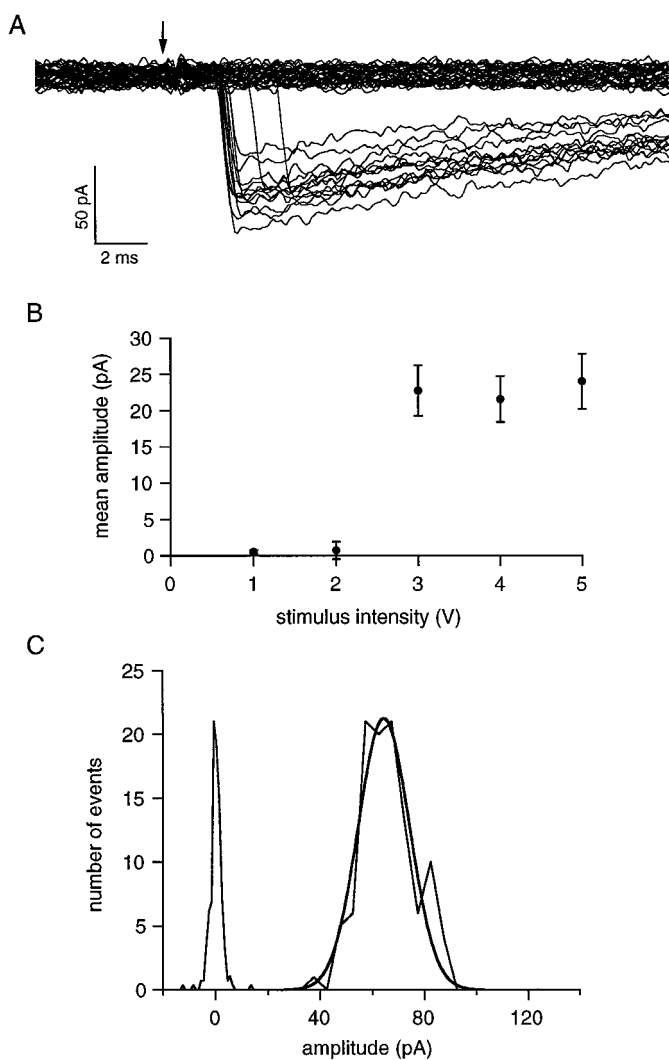 A
50 pA
2 ms
B
30
25
20
15
10
5
0
mean amplitude (pA)
0 1 2 3 4 5
stimulus intensity (V)
C
25
20
15
10
5
0
number of events
0 40 80 120
amplitude (pA)